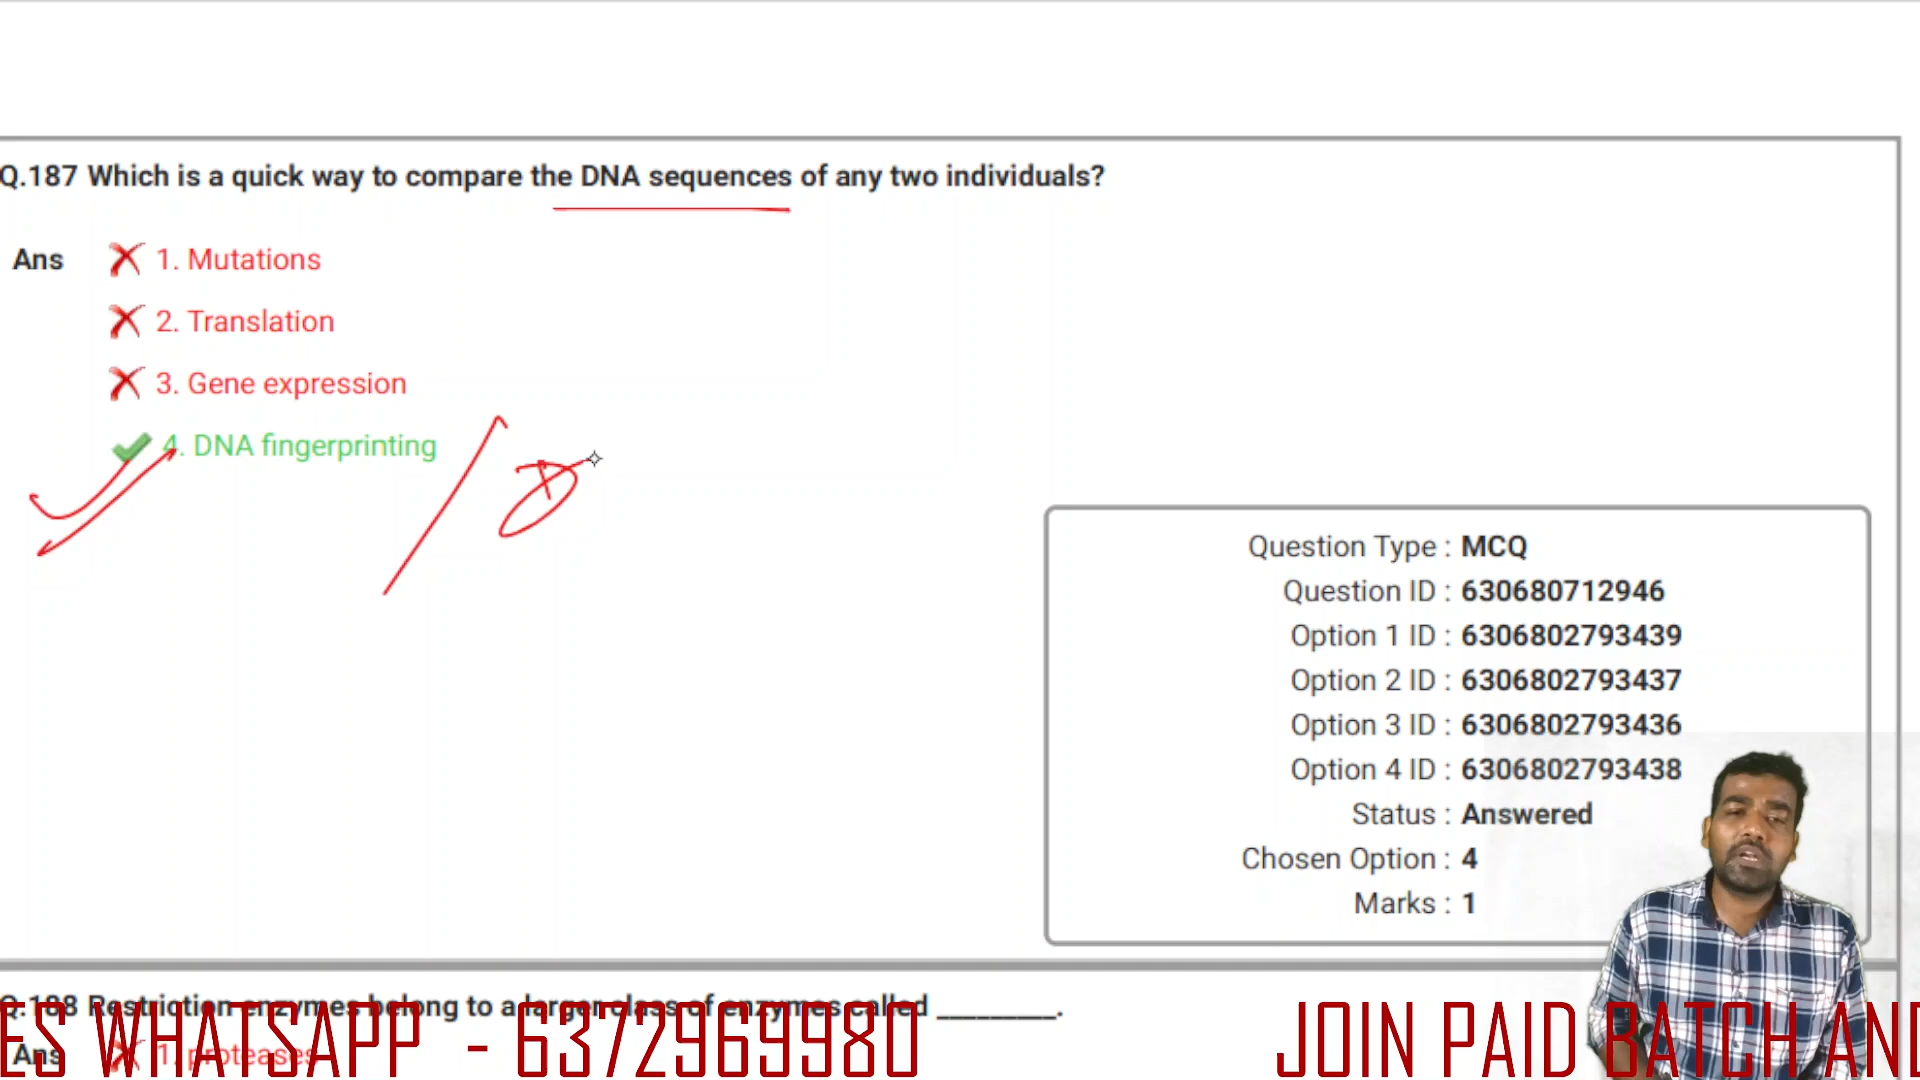 Q.187 Which is a quick way to compare the DNA sequences of any two individuals?
Ans 1. Mutations
2. Translation
3. Gene expression
4. DNA fingerprinting
Question Type : MCQ
Question ID : 630680712946
Option 1 ID : 6306802793439
Option 2 ID : 6306802793437
Option 3 ID : 6306802793436
Option 4 ID : 6306802793438
Status : Answered
Chosen Option : 4
Marks : 1
Q.188 Restriction enzymes belong to a larger class of enzymes called ________.
Ans 1. proteases
ES WHATSAPP - 6372969980 JOIN PAID BATCH AND